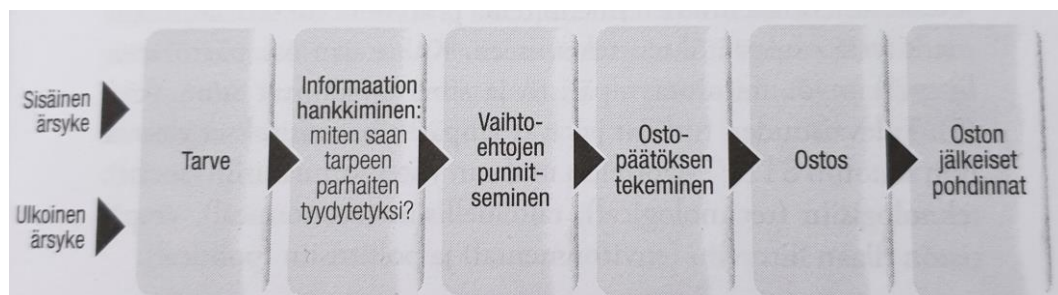 Sisäinen
ärsyke
Ulkoinen
ärsyke
Tarve
Informaation
hankkiminen:
miten saan
tarpeen
parhaiten
tyydytetyksi?
Vaihto-
ehtojen
punnit-
seminen
Osto-
päätöksen
tekeminen
Ostos
Oston
jälkeiset
pohdinnat